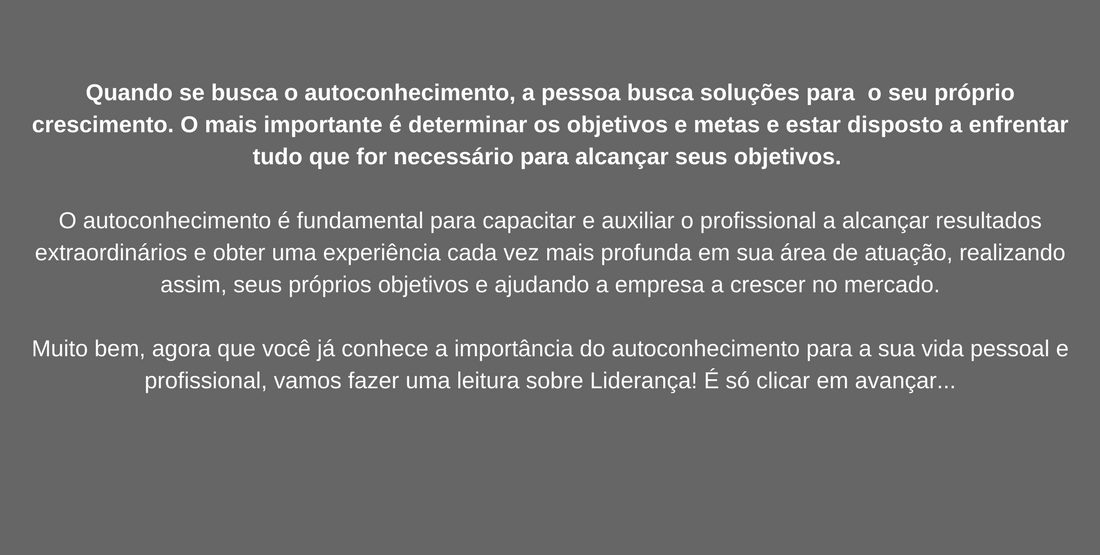 Quando se busca o autoconhecimento, a pessoa busca soluções para  o seu próprio
crescimento. O mais importante é determinar os objetivos e metas e estar disposto a enfrentar
tudo que for necessário para alcançar seus objetivos.
O autoconhecimento é fundamental para capacitar e auxiliar o profissional a alcançar resultados
extraordinários e obter uma experiência cada vez mais profunda em sua área de atuação, realizando
assim, seus próprios objetivos e ajudando a empresa a crescer no mercado.
Muito bem, agora que você já conhece a importância do autoconhecimento para a sua vida pessoal e
profissional, vamos fazer uma leitura sobre Liderança! É só clicar em avançar...